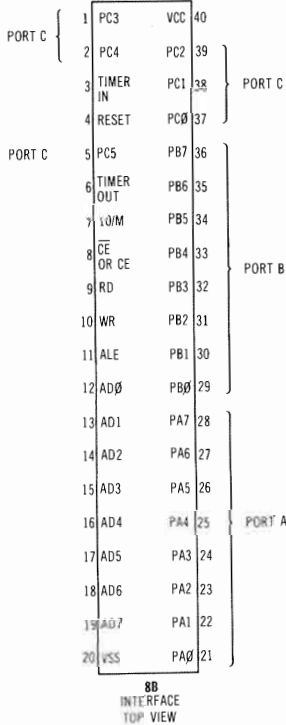 1 PC3 VCC 40
PORT C
2 PC4 PC2 39
3 TIMER IN PC1 38 PORT C
4 RESET PCØ 37
PORT C 5 PC5 PB7 36
6 TIMER OUT PB6 35
7 IO/M PB5 34
8 CE OR CE PB4 33
PORT B
9 RD PB3 32
10 WR PB2 31
11 ALE PB1 30
12 ADØ PBØ 29
13 AD1 PA7 28
14 AD2 PA6 27
15 AD3 PA5 26
16 AD4 PA4 25 PORT A
17 AD5 PA3 24
18 AD6 PA2 23
19 AD7 PA1 22
20 VSS PAØ 21
8B
INTERFACE
TOP VIEW